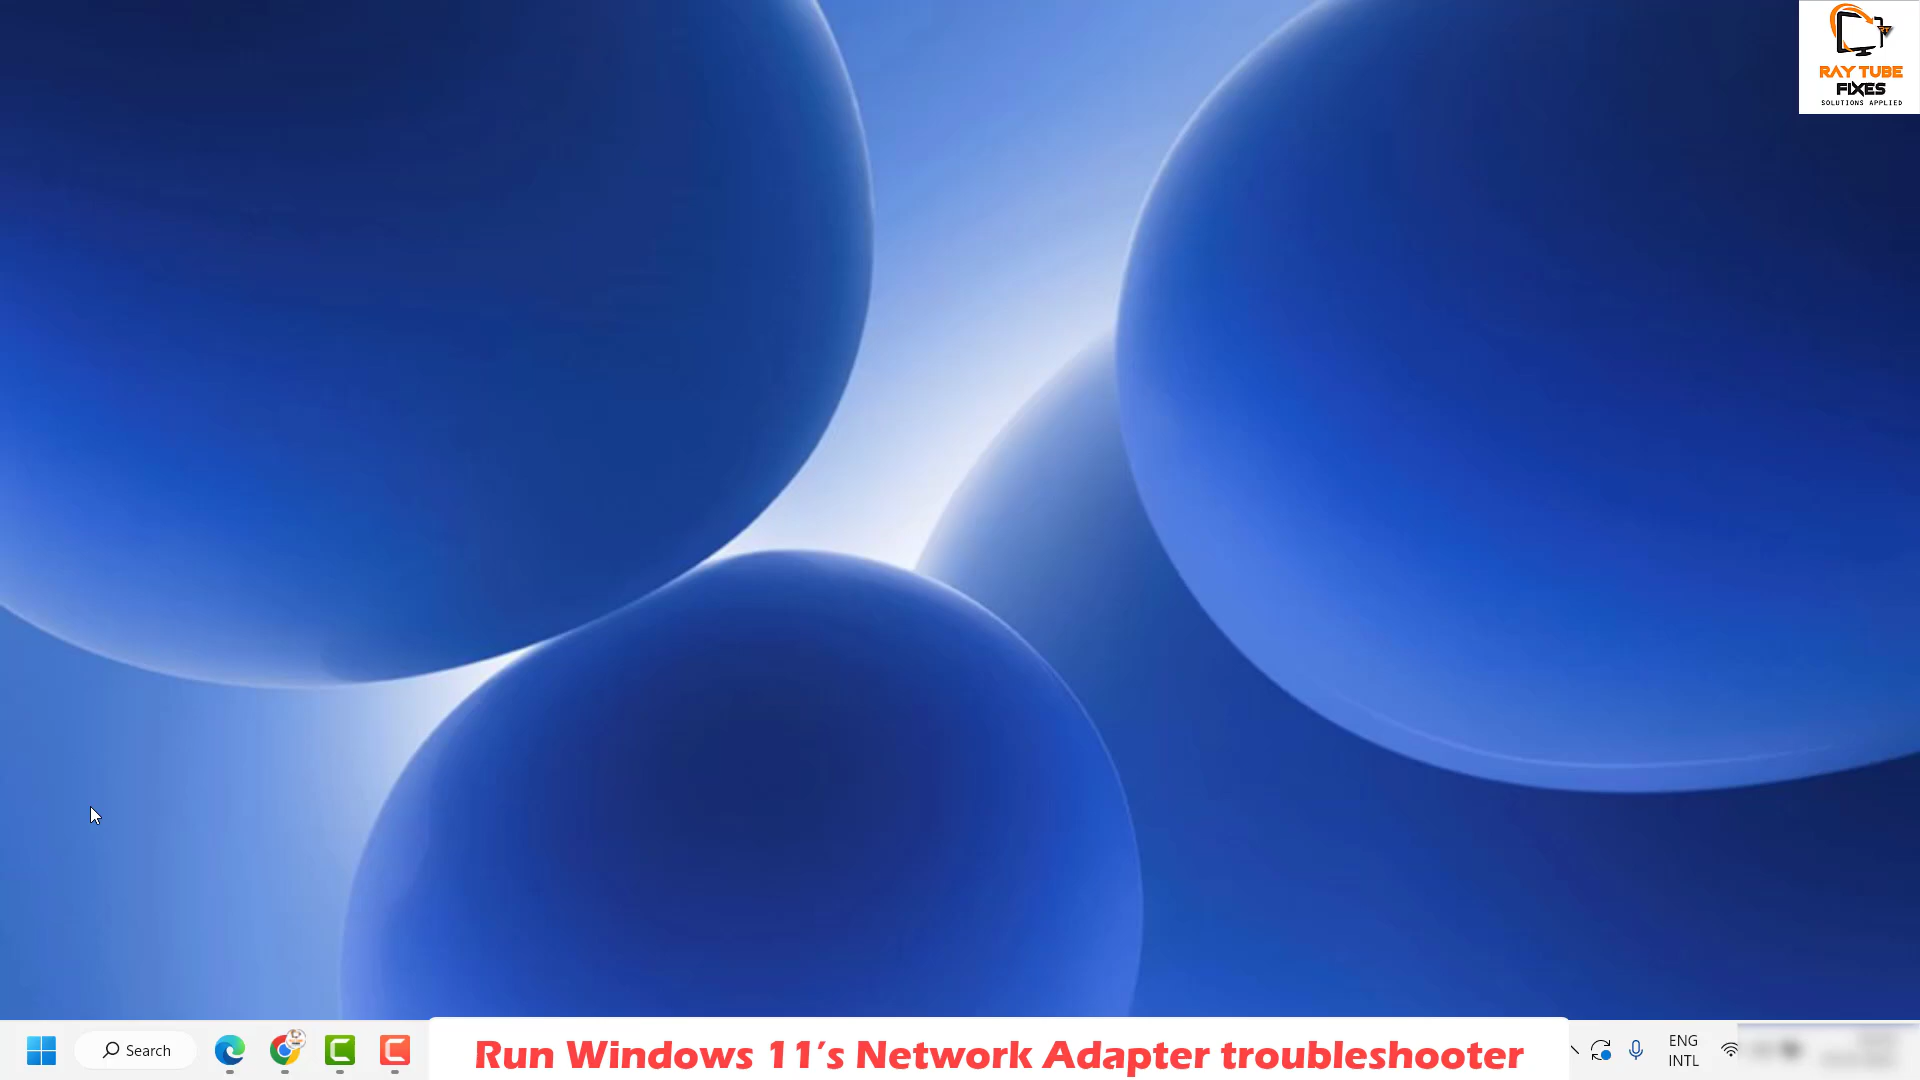 RAY TUBE
FIXES
SOLUTIONS APPLIED
Search
Run Windows 11's Network Adapter troubleshooter
ENG
INTL